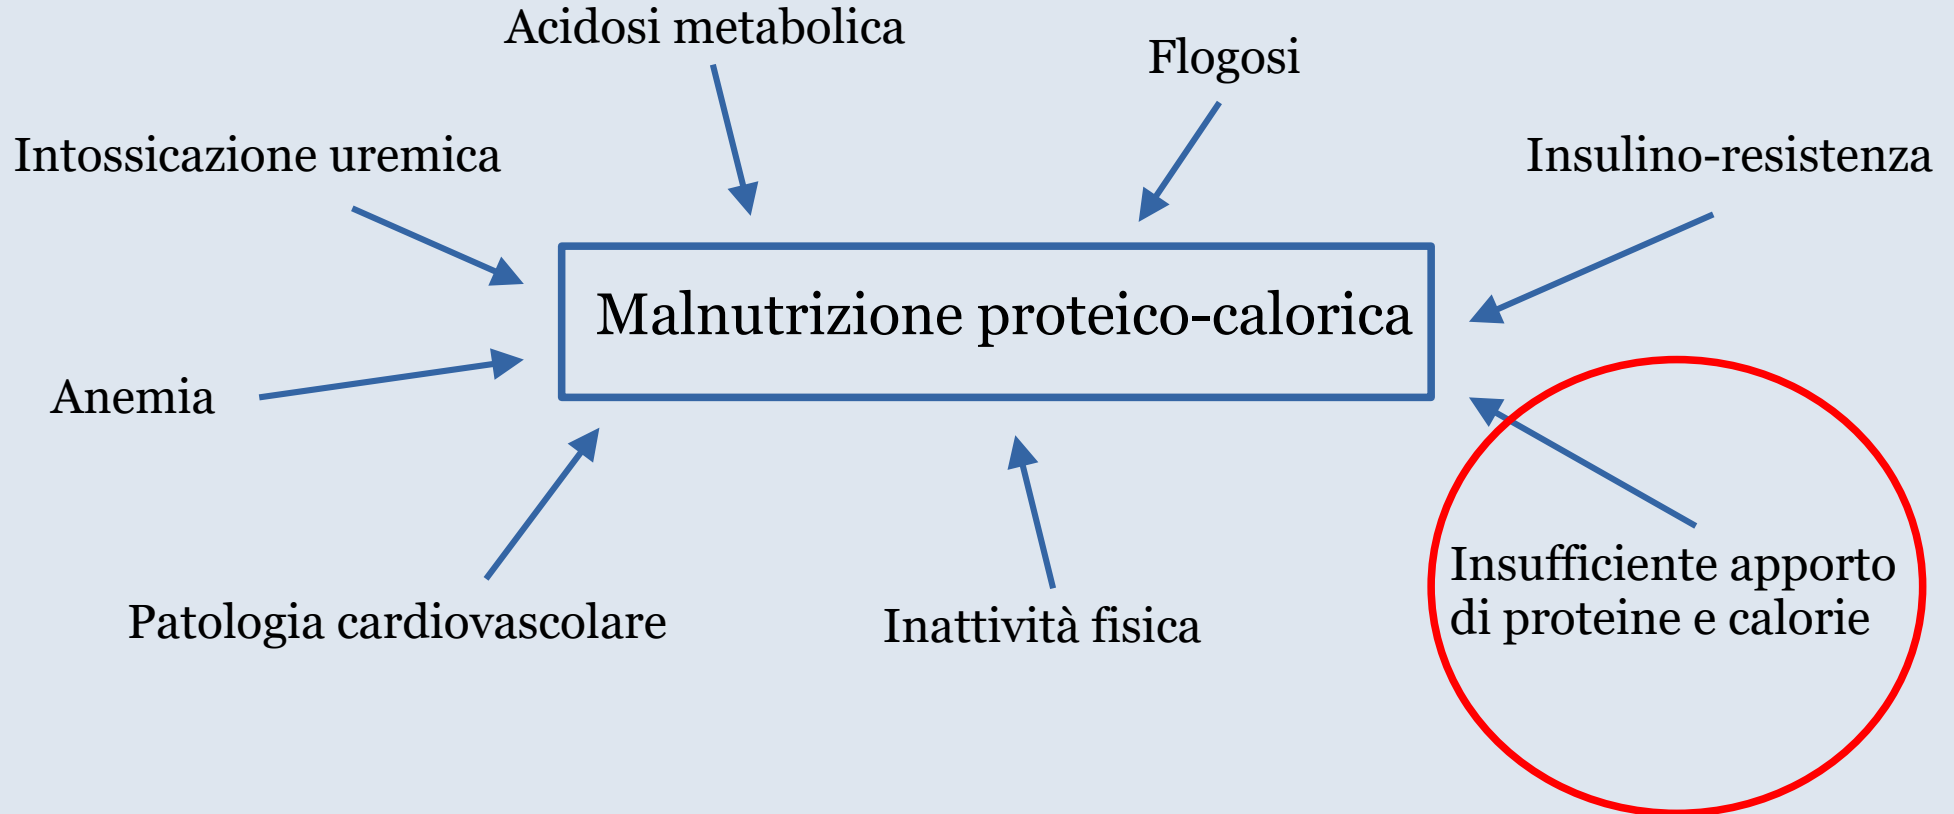 Acidosi metabolica
Flogosi
Intossicazione uremica
Insulino-resistenza
Malnutrizione proteico-calorica
Anemia
Insufficiente apporto
di proteine e calorie
Patologia cardiovascolare
Inattività fisica